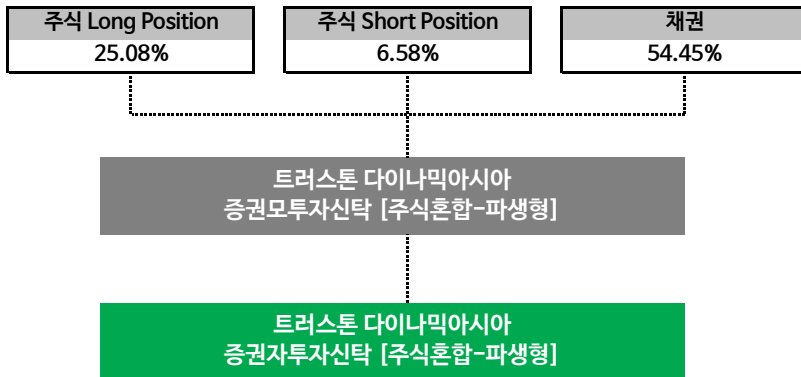 주식 Long Position
25.08%
주식 Short Position
6.58%
채권
54.45%
트러스톤 다이나믹아시아
증권모투자신탁 [주식혼합-파생형]
트러스톤 다이나믹아시아
증권자투자신탁 [주식혼합-파생형]